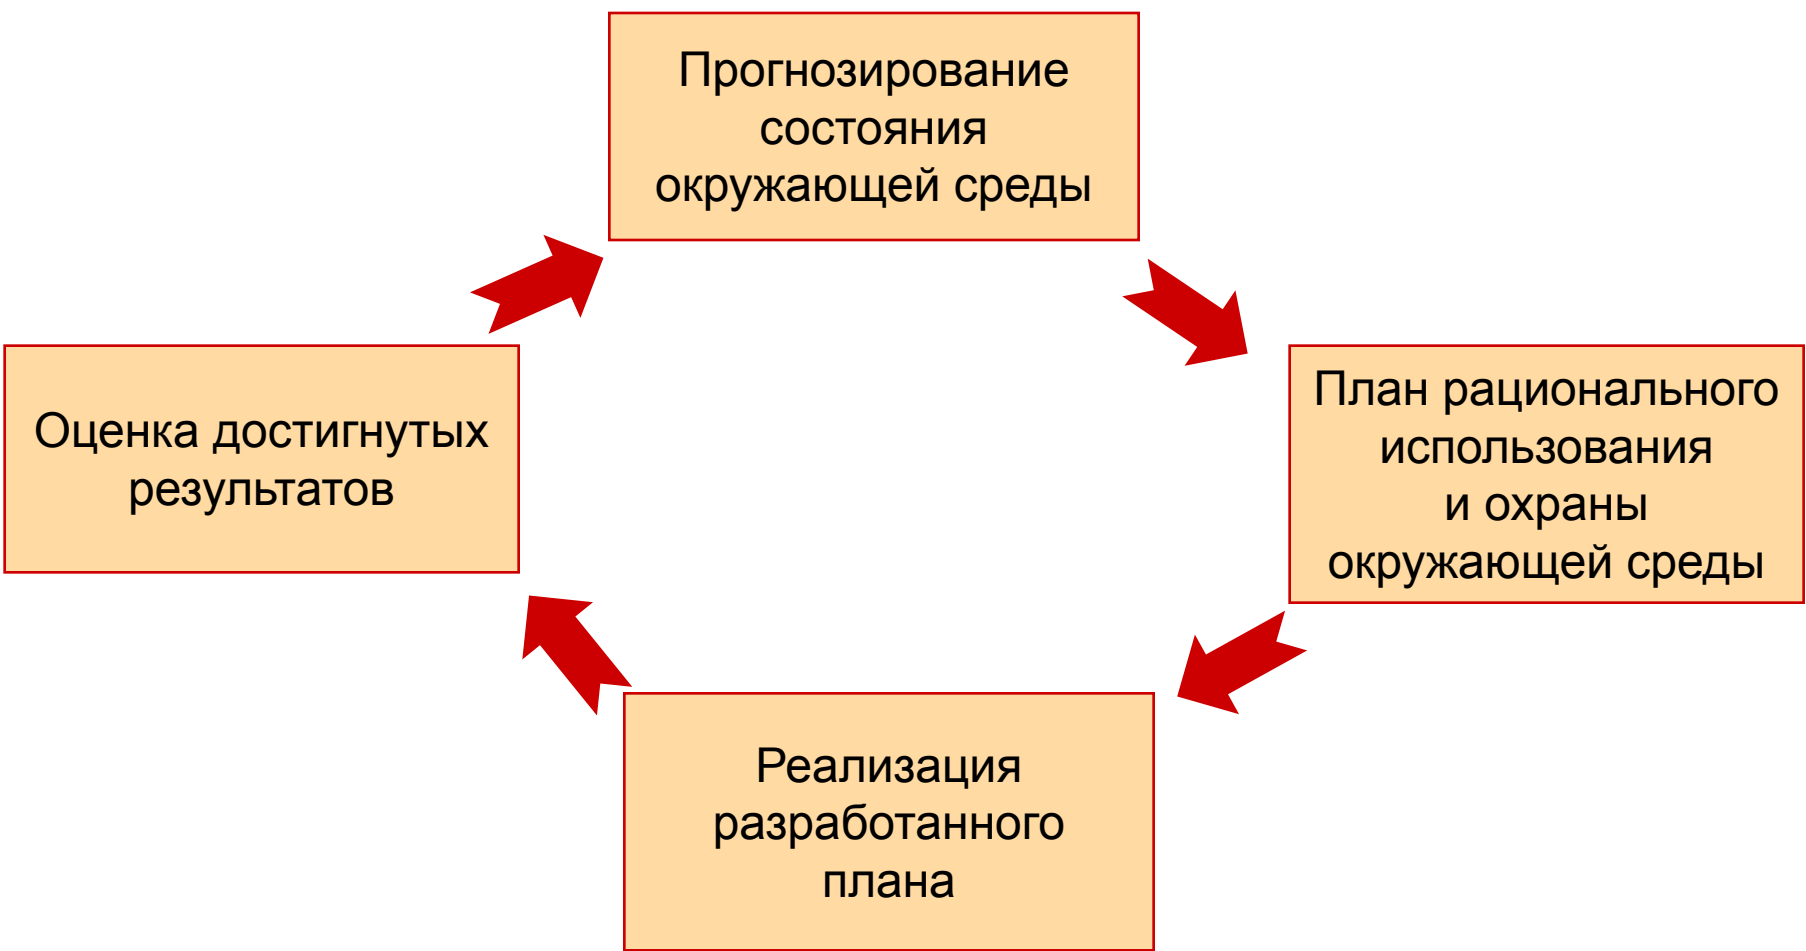 Прогнозирование
состояния
окружающей среды
План рационального
использования
и охраны
окружающей среды
Оценка достигнутых
результатов
Реализация
разработанного
плана